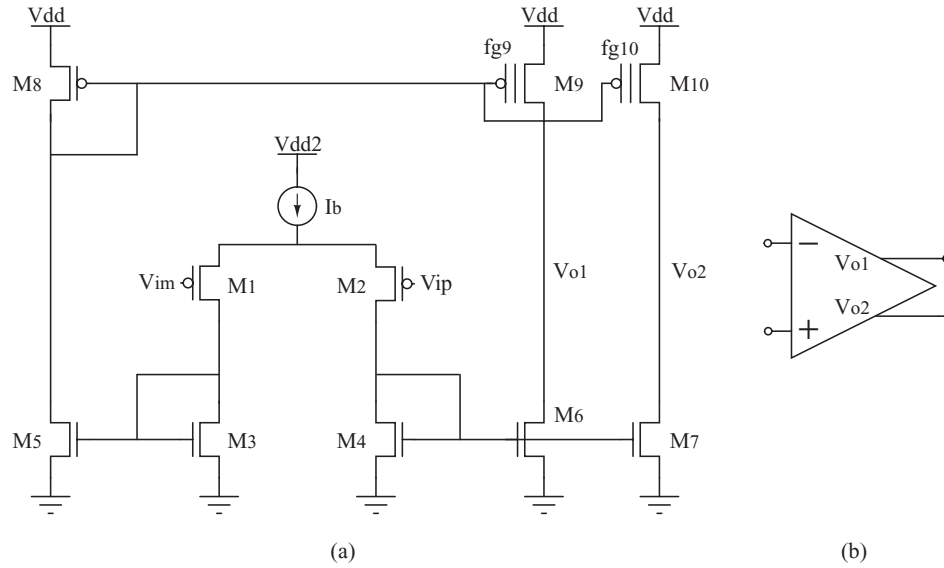 Vdd Vdd Vdd
fg9 fg10
M8 M9 M10
Vdd2
Ib
Vim M1 M2 Vip Vo1 Vo2
Vo1
Vo2
− +
M5 M3 M4 M6 M7
(a) (b)